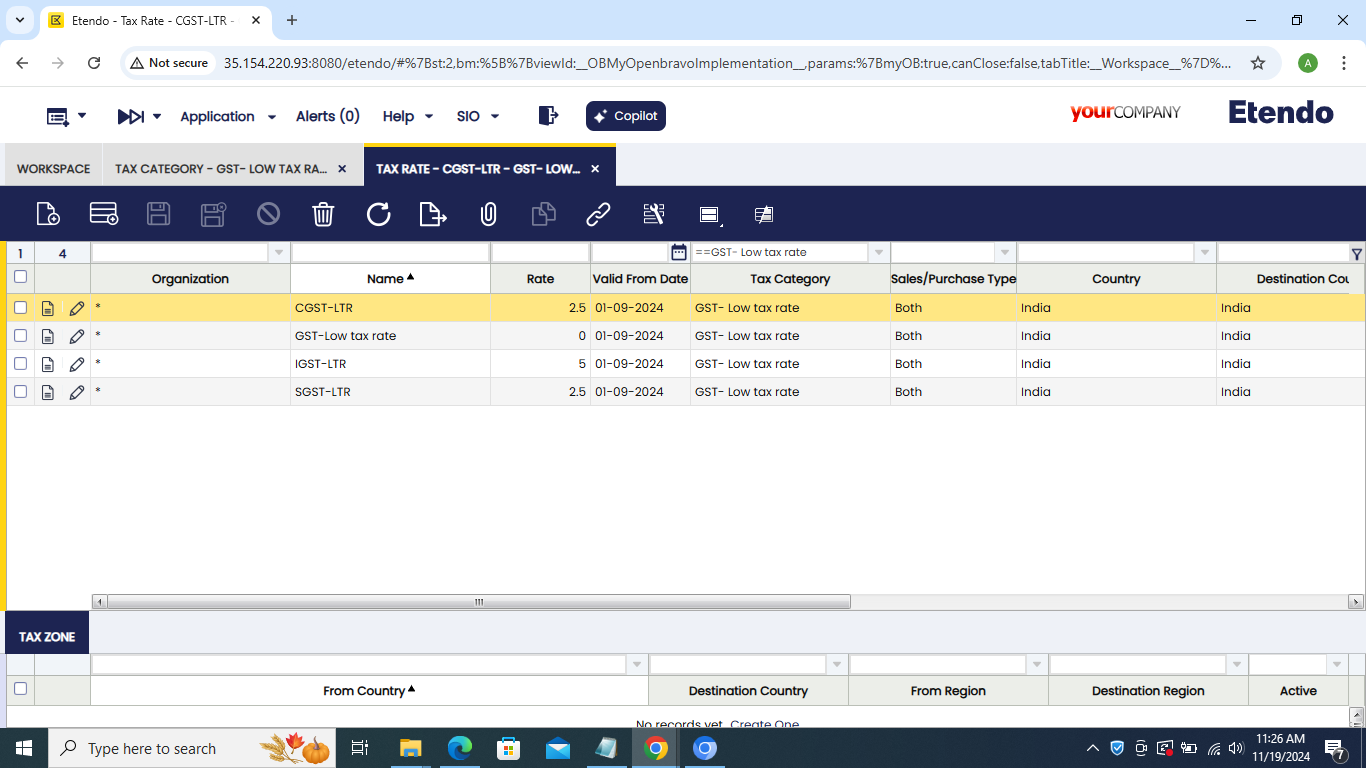 Etendo - Tax Rate - CGST-LTR -
Not secure
35.154.220.93:8080/etendo/#%7Bst:2,bm:%5B%7BviewId:__OBMyOpenbravoImplementation__,params:%7BmyOB:true,canClose:false,tabTitle:__Workspace__%7D%...
A
Application
Alerts (0)
Help
SIO
Copilot
yourCOMPANY
Etendo
WORKSPACE
TAX CATEGORY - GST- LOW TAX RA...
TAX RATE - CGST-LTR - GST- LOW...
1 4 ==GST- Low tax rate
Organization Name Rate Valid From Date Tax Category Sales/Purchase Type Country Destination Cou
* CGST-LTR 2.5 01-09-2024 GST- Low tax rate Both India India
* GST-Low tax rate 0 01-09-2024 GST- Low tax rate Both India India
* IGST-LTR 5 01-09-2024 GST- Low tax rate Both India India
* SGST-LTR 2.5 01-09-2024 GST- Low tax rate Both India India
TAX ZONE
From Country Destination Country From Region Destination Region Active
No records yet. Create One
Type here to search
11:26 AM
11/19/2024
7